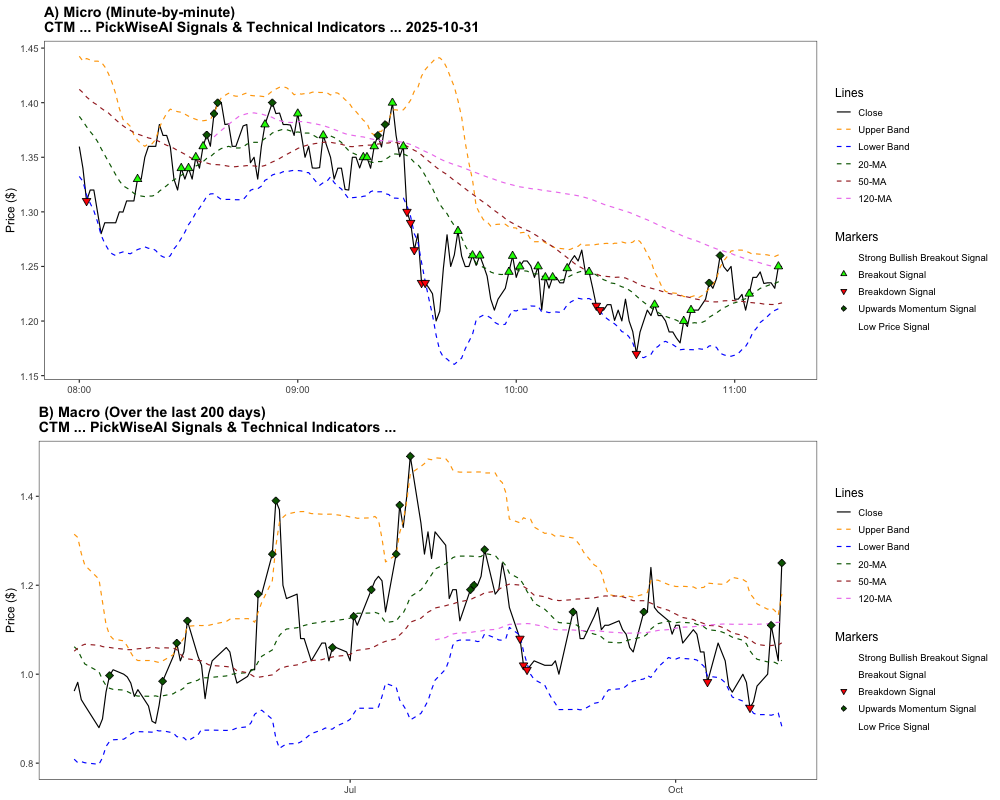 A) Micro (Minute-by-minute)
CTM ... PickWiseAI Signals & Technical Indicators ... 2025-10-31
Price ($)
1.45
1.40
1.35
1.30
1.25
1.20
1.15
08:00
09:00
10:00
11:00
Lines
Close
Upper Band
Lower Band
20-MA
50-MA
120-MA
Markers
Strong Bullish Breakout Signal
Breakout Signal
Breakdown Signal
Upwards Momentum Signal
Low Price Signal
B) Macro (Over the last 200 days)
CTM ... PickWiseAI Signals & Technical Indicators ...
Price ($)
1.4
1.2
1.0
0.8
Jul
Oct
Lines
Close
Upper Band
Lower Band
20-MA
50-MA
120-MA
Markers
Strong Bullish Breakout Signal
Breakout Signal
Breakdown Signal
Upwards Momentum Signal
Low Price Signal